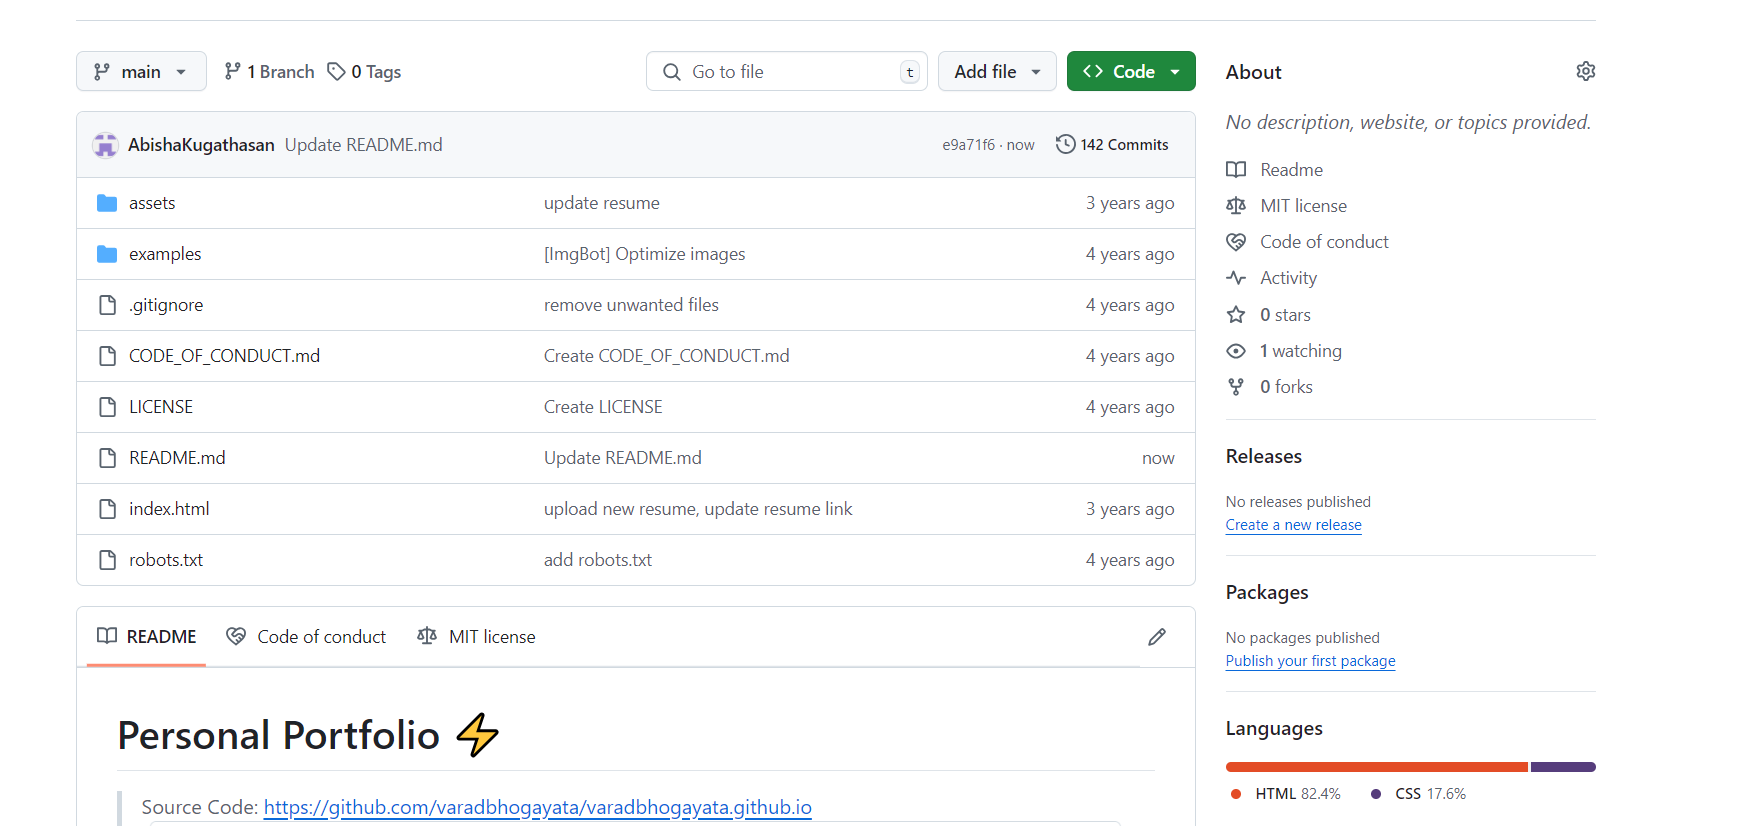 main 1 Branch 0 Tags Go to file t Add file Code
AbishaKugathasan Update README.md e9a71f6 · now 142 Commits
assets update resume 3 years ago
examples [ImgBot] Optimize images 4 years ago
.gitignore remove unwanted files 4 years ago
CODE_OF_CONDUCT.md Create CODE_OF_CONDUCT.md 4 years ago
LICENSE Create LICENSE 4 years ago
README.md Update README.md now
index.html upload new resume, update resume link 3 years ago
robots.txt add robots.txt 4 years ago
README Code of conduct MIT license
Personal Portfolio ⚡
Source Code: https://github.com/varadbhogayata/varadbhogayata.github.io
About
No description, website, or topics provided.
Readme
MIT license
Code of conduct
Activity
0 stars
1 watching
0 forks
Releases
No releases published
Create a new release
Packages
No packages published
Publish your first package
Languages
HTML 82.4% CSS 17.6%